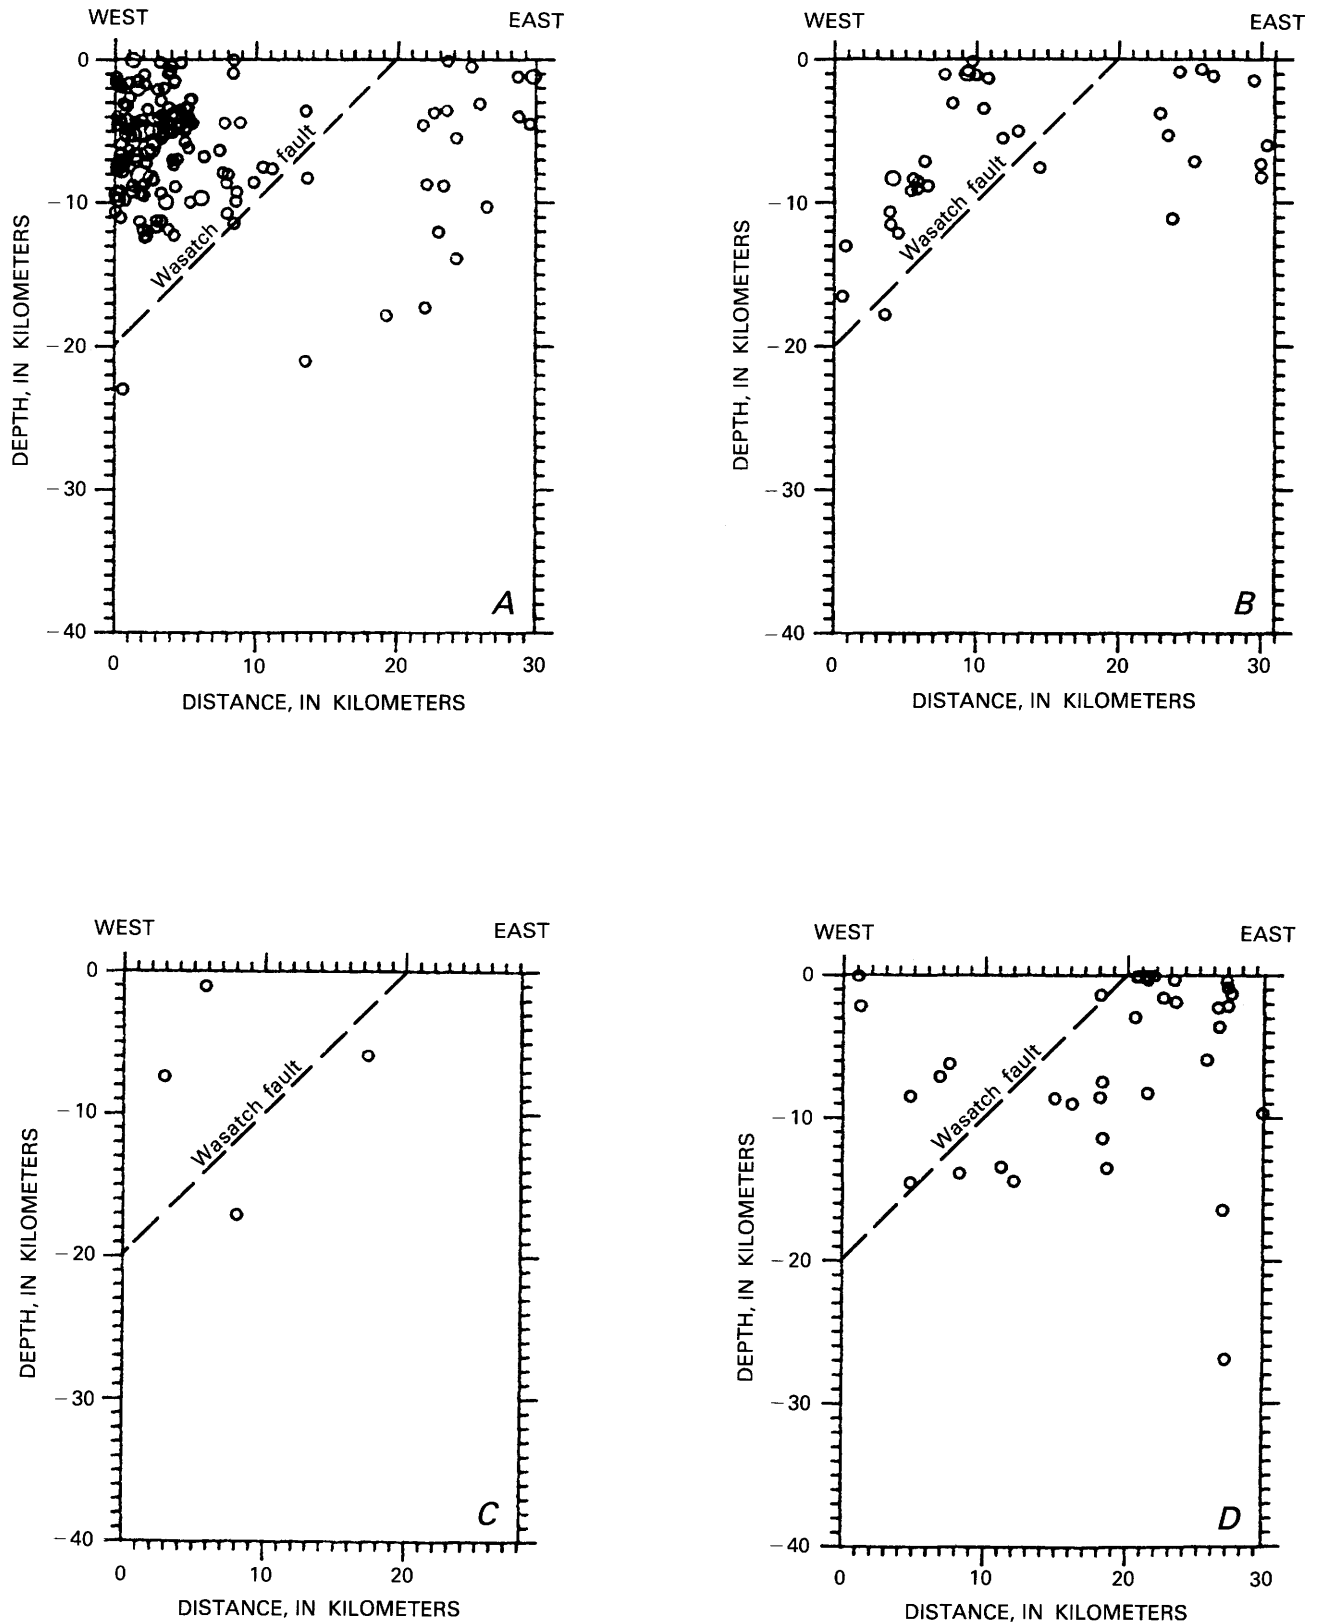 WEST EAST
0
Wasatch fault
−10
−20
−30
−40
DEPTH, IN KILOMETERS
A
0 10 20 30
DISTANCE, IN KILOMETERS
WEST EAST
0
Wasatch fault
−10
−20
−30
−40
DEPTH, IN KILOMETERS
B
0 10 20 30
DISTANCE, IN KILOMETERS
WEST EAST
0
Wasatch fault
−10
−20
−30
−40
DEPTH, IN KILOMETERS
C
0 10 20
DISTANCE, IN KILOMETERS
WEST EAST
0
Wasatch fault
−10
−20
−30
−40
DEPTH, IN KILOMETERS
D
0 10 20 30
DISTANCE, IN KILOMETERS